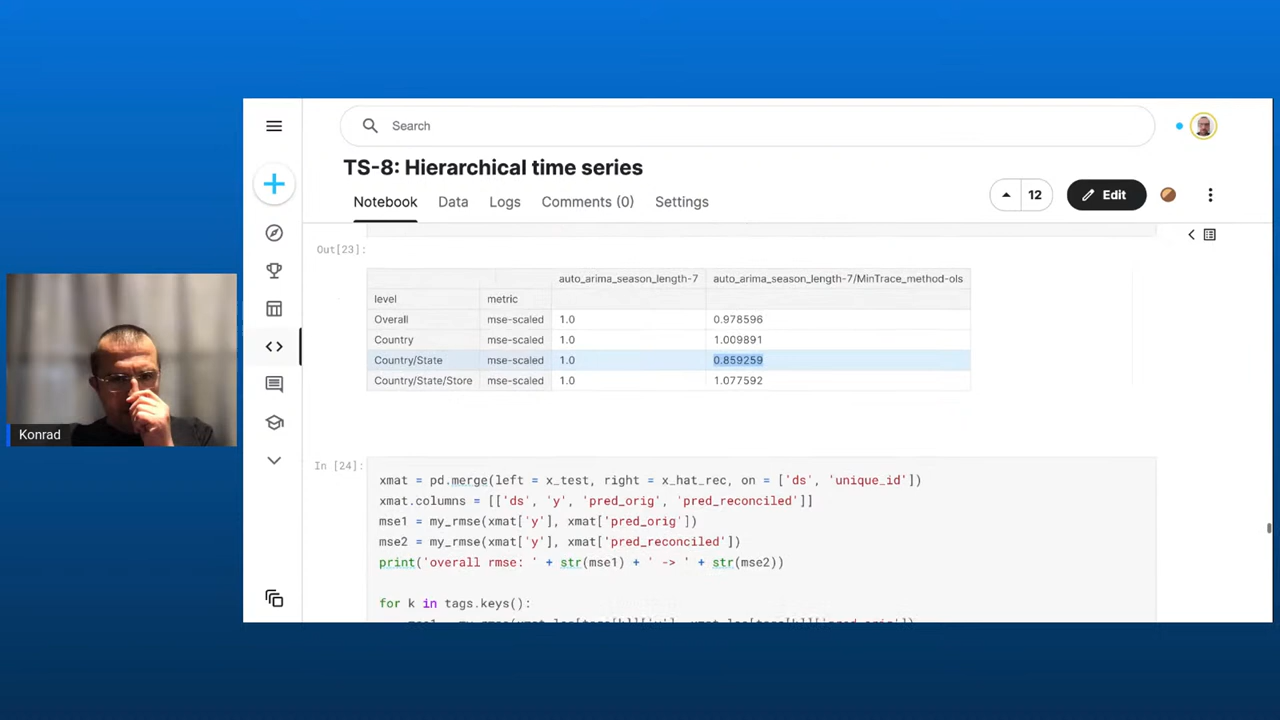 Search
TS-8: Hierarchical time series
12
Edit
Notebook Data Logs Comments (0) Settings
Out[23]:
auto_arima_season_length-7 auto_arima_season_length-7/MinTrace_method-ols
level metric
Overall mse-scaled 1.0 0.978596
Country mse-scaled 1.0 1.009891
Country/State mse-scaled 1.0 0.859259
Country/State/Store mse-scaled 1.0 1.077592
Konrad
In [24]:
xmat = pd.merge(left = x_test, right = x_hat_rec, on = ['ds', 'unique_id'])
xmat.columns = [['ds', 'y', 'pred_orig', 'pred_reconciled']]
mse1 = my_rmse(xmat['y'], xmat['pred_orig'])
mse2 = my_rmse(xmat['y'], xmat['pred_reconciled'])
print('overall rmse: ' + str(mse1) + ' -> ' + str(mse2))
for k in tags.keys():